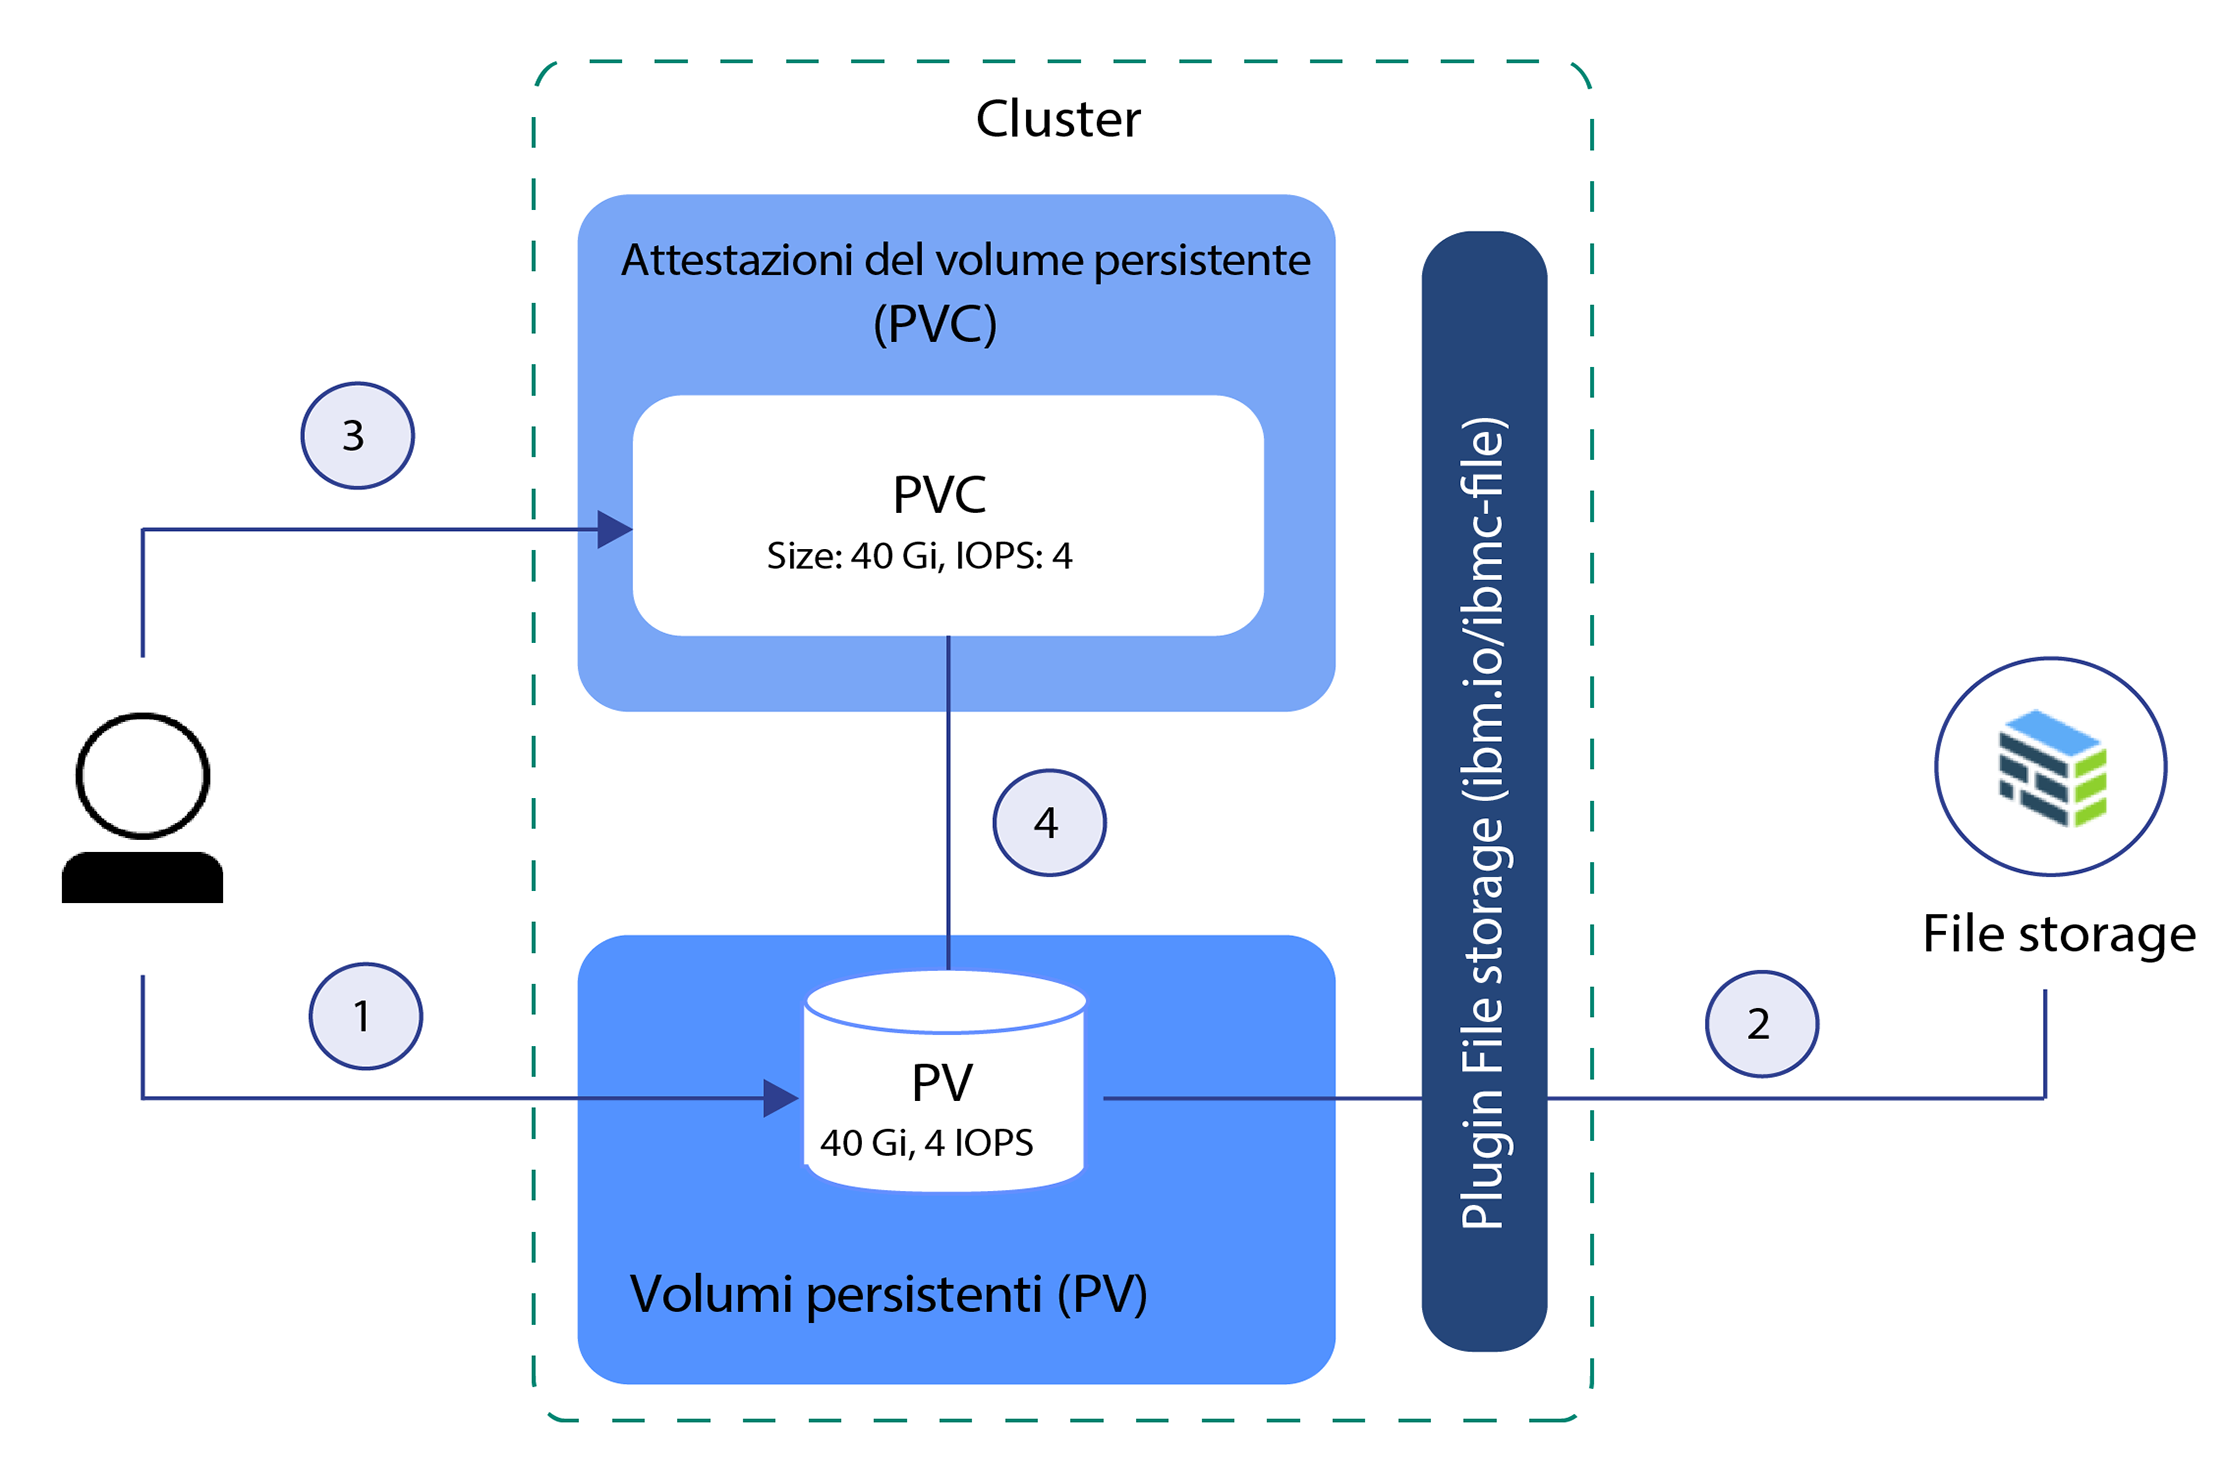 Cluster
Attestazioni del volume persistente
(PVC)
3
PVC
Size: 40 Gi, IOPS: 4
4
Plugin File storage (ibm.io/ibmc-file)
File storage
1
2
PV
40 Gi, 4 IOPS
Volumi persistenti (PV)